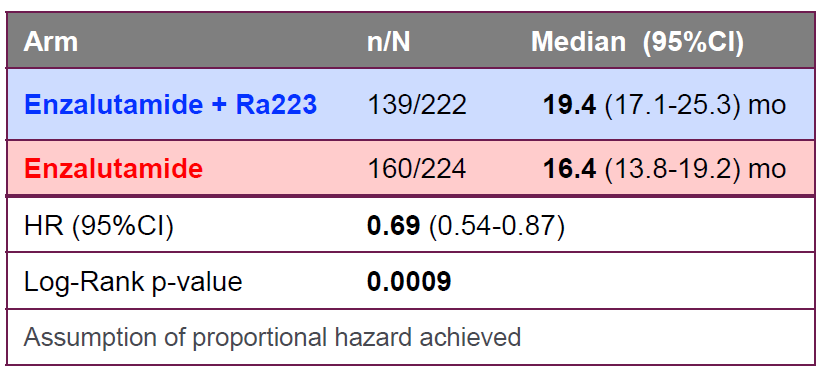 Arm n/N Median (95%CI)
Enzalutamide + Ra223 139/222 19.4 (17.1-25.3) mo
Enzalutamide 160/224 16.4 (13.8-19.2) mo
HR (95%CI) 0.69 (0.54-0.87)
Log-Rank p-value 0.0009
Assumption of proportional hazard achieved